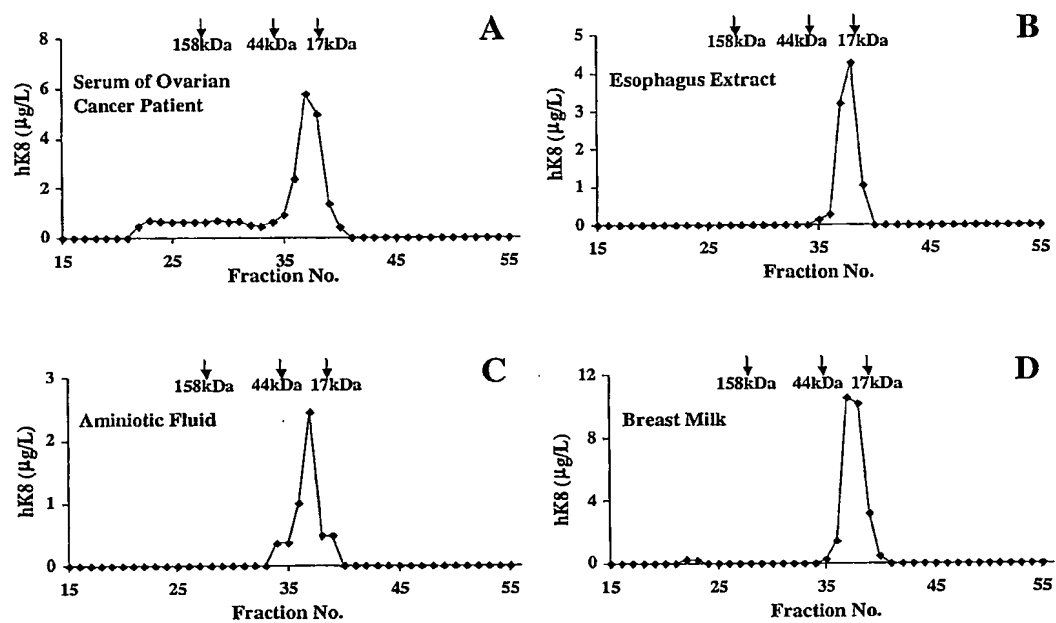 A
158kDa 44kDa 17kDa
8
6
4
2
0
hK8 (µg/L)
Serum of Ovarian
Cancer Patient
15 25 35 45 55
Fraction No.
B
158kDa 44kDa 17kDa
5
4
3
2
1
0
hK8 (µg/L)
Esophagus Extract
15 25 35 45 55
Fraction No.
C
158kDa 44kDa 17kDa
3
2
1
0
hK8 (µg/L)
Aminiotic Fluid
15 25 35 45 55
Fraction No.
D
158kDa 44kDa 17kDa
12
8
4
0
hK8 (µg/L)
Breast Milk
15 25 35 45 55
Fraction No.